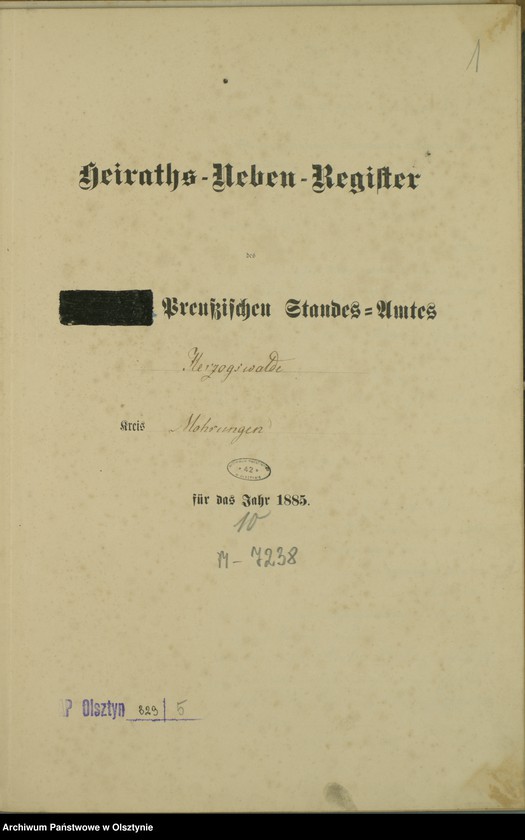 1
Heiraths-Neben-Register
des
Preußischen Standes=Amtes
Herzogswalde
Kreis Mohrungen
42
für das Jahr 1885.
10
M-7238
P Olsztyn 829 5
Archiwum Państwowe w Olsztynie